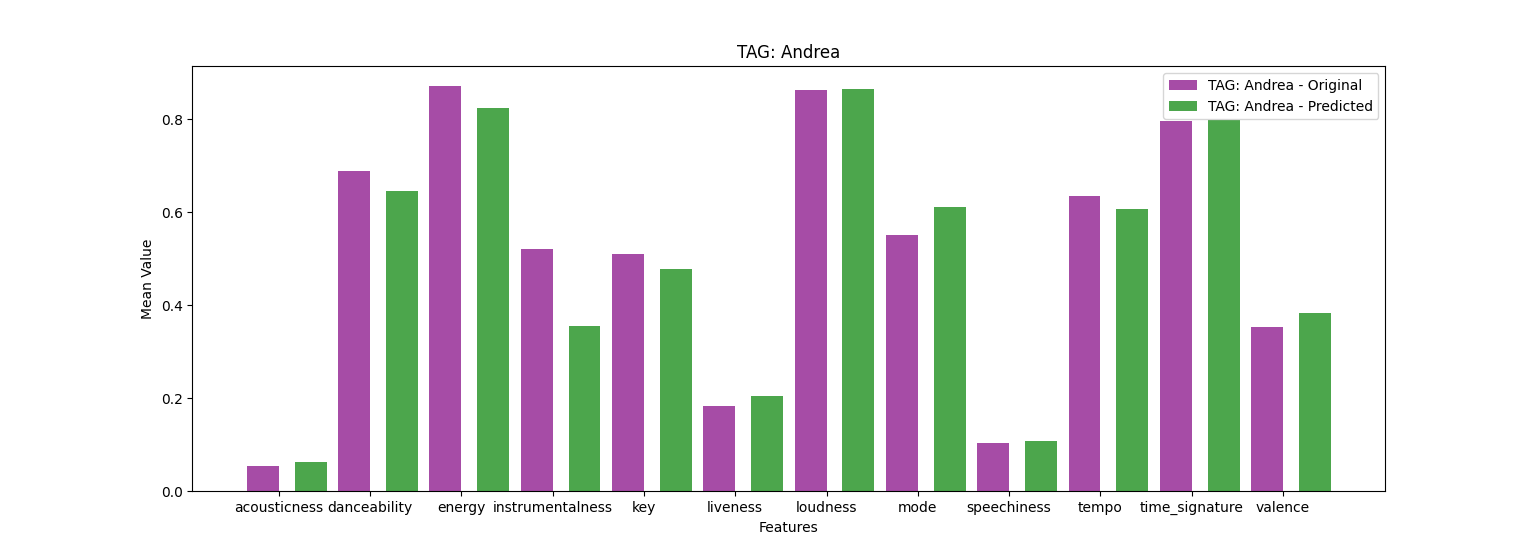 TAG: Andrea
TAG: Andrea - Original
TAG: Andrea - Predicted
Mean Value
0.8
0.6
0.4
0.2
0.0
acousticness danceability energy instrumentalness key liveness loudness mode speechiness tempo time_signature valence
Features